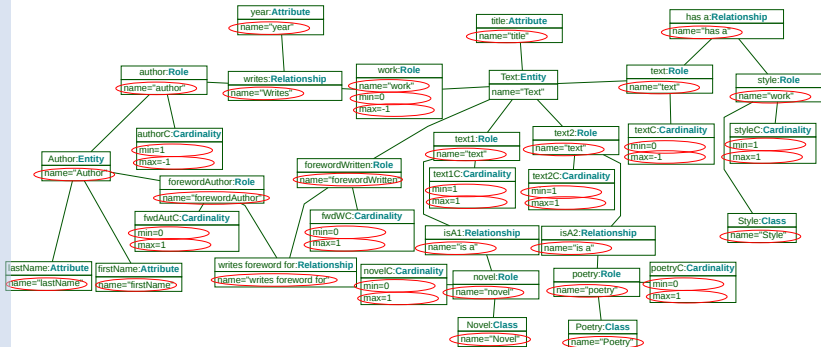 year:Attribute
name="year"
title:Attribute
name="title"
has a:Relationship
name="has a"
author:Role
name="author"
writes:Relationship
name="Writes"
work:Role
name="work"
min=0
max=-1
Text:Entity
name="Text"
text:Role
name="text"
style:Role
name="work"
authorC:Cardinality
min=1
max=-1
text1:Role
name="text"
text2:Role
name="text"
textC:Cardinality
min=0
max=-1
styleC:Cardinality
min=1
max=1
Author:Entity
name="Author
forewordAuthor:Role
name="forewordAuthor"
forewordWritten:Role
name="forewordWritten
text1C:Cardinality
min=1
max=1
text2C:Cardinality
min=1
max=1
fwdAutC:Cardinality
min=0
max=1
fwdWC:Cardinality
min=0
max=1
isA1:Relationship
name="is a"
isA2:Relationship
name="is a"
Style:Class
name="Style"
lastName:Attribute
name="lastName"
firstName:Attribute
name="firstName"
writes foreword for:Relationship
name="writes foreword for"
novelC:Cardinality
min=0
max=1
novel:Role
name="novel"
poetry:Role
name="poetry"
poetryC:Cardinality
min=0
max=1
Novel:Class
name="Novel"
Poetry:Class
name="Poetry"